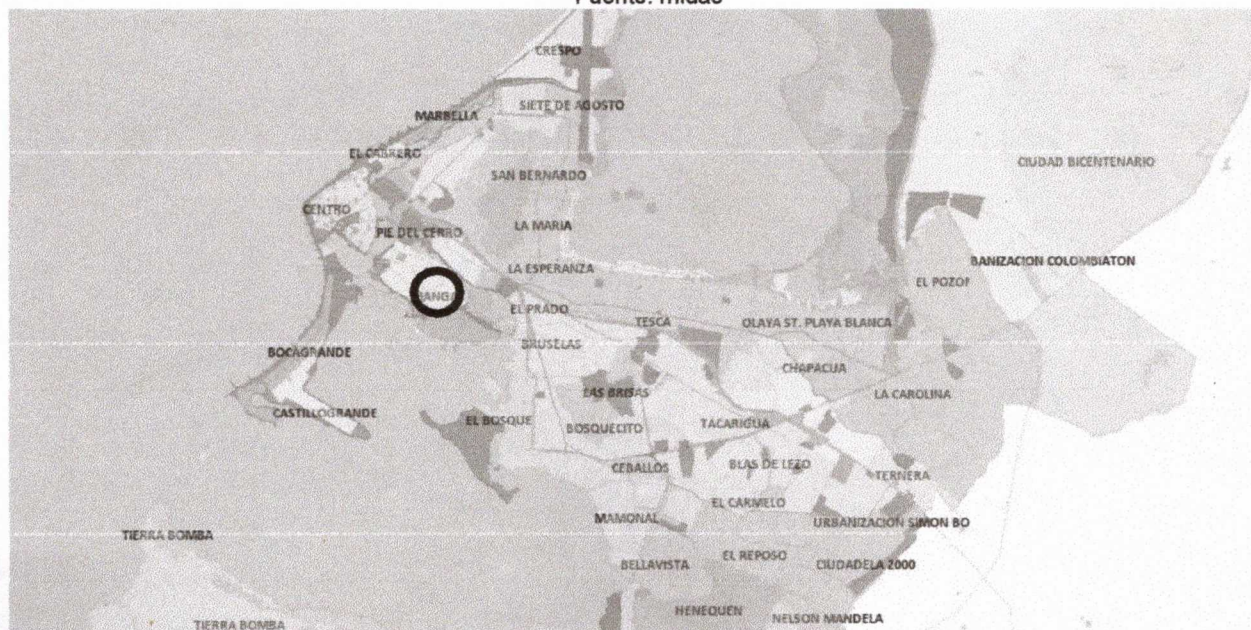 Fuente: midas
CRESPO
SIETE DE AGOSTO
MARBELLA
EL CABRERO
CIUDAD BICENTENARIO
SAN BERNARDO
CENTRO
LA MARIA
PIE DEL CERRO
BANIZACION COLOMBIATON
LA ESPERANZA
EL POZO
MANGA
EL PRADO
TESCA
OLAYA ST. PLAYA BLANCA
BRUSELAS
BOCAGRANDE
CHAPACUA
LAS BRISAS
LA CAROLINA
CASTILLOGRANDE
EL BOSQUE
BOSQUECITO
TACARIGUA
CEBALLOS
BLAS DE LEZO
TERNERA
EL CARMELO
MAMONAL
URBANIZACION SIMON BO
TIERRA BOMBA
EL REPOSO
BELLAVISTA
CIUDADELA 2000
HENEQUEN
NELSON MANDELA
TIERRA BOMBA